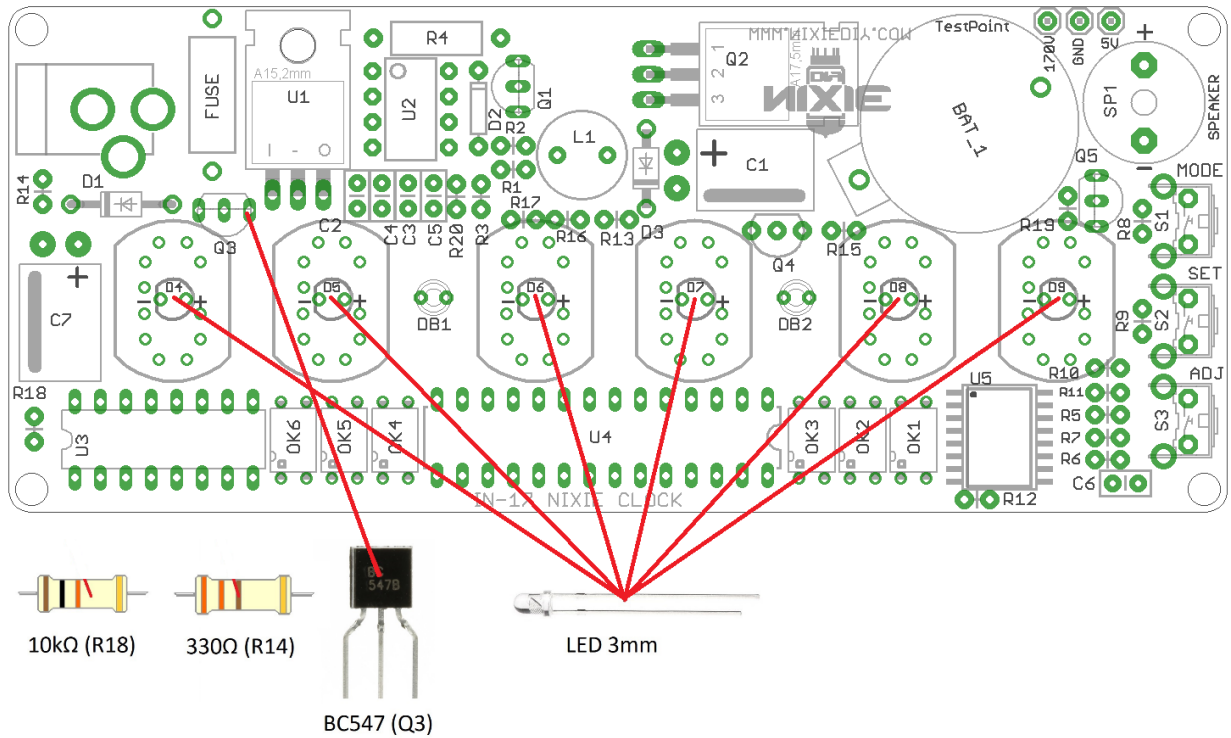 TestPoint
170V
GND
5V
+
WWW.NIXIEDIY.COM
R4
A15,2mm
FUSE
U1
I - O
U2
D2
Q1
R2
R1
L1
Q2
1
2
3
A17,5mm
DIY
NIXIE
+
C1
BAT_1
SP1
SPEAKER
-
MODE
Q5
R14
D1
Q3
C2
C4
C3
C5
R20
R3
R17
R16
R13
D3
Q4
R15
R19
R8
S1
SET
+
C7
- D4 +
- D5 +
DB1
- D6 +
- D7 +
DB2
- D8 +
- D9 +
R9
S2
R10
ADJ
R18
U3
OK6
OK5
OK4
U4
OK3
OK2
OK1
U5
R11
R5
R7
R6
S3
C6
R12
IN-17 NIXIE CLOCK
BC
547B
10kΩ (R18)
330Ω (R14)
LED 3mm
BC547 (Q3)